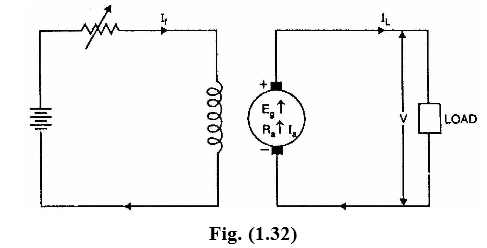 I_f
I_L
+
E_g ↑
R_a ↑ I_a
–
V
LOAD
Fig. (1.32)